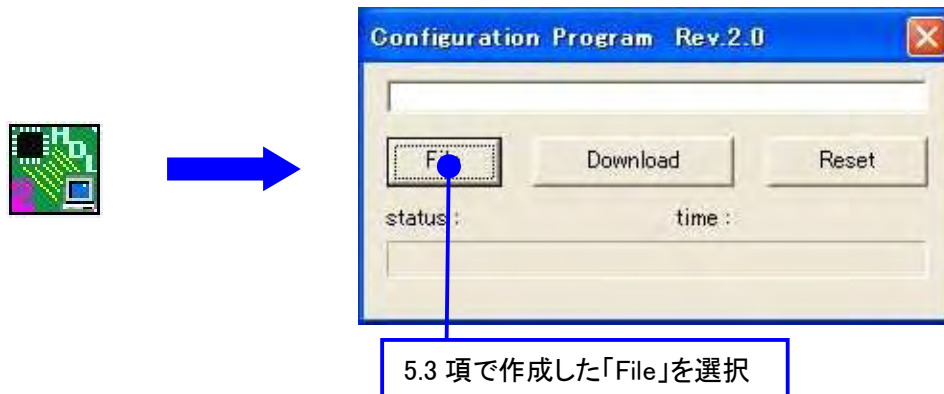 HDL
Configuration Program Rev.2.0
File Download Reset
status : time :
5.3 項で作成した「File」を選択